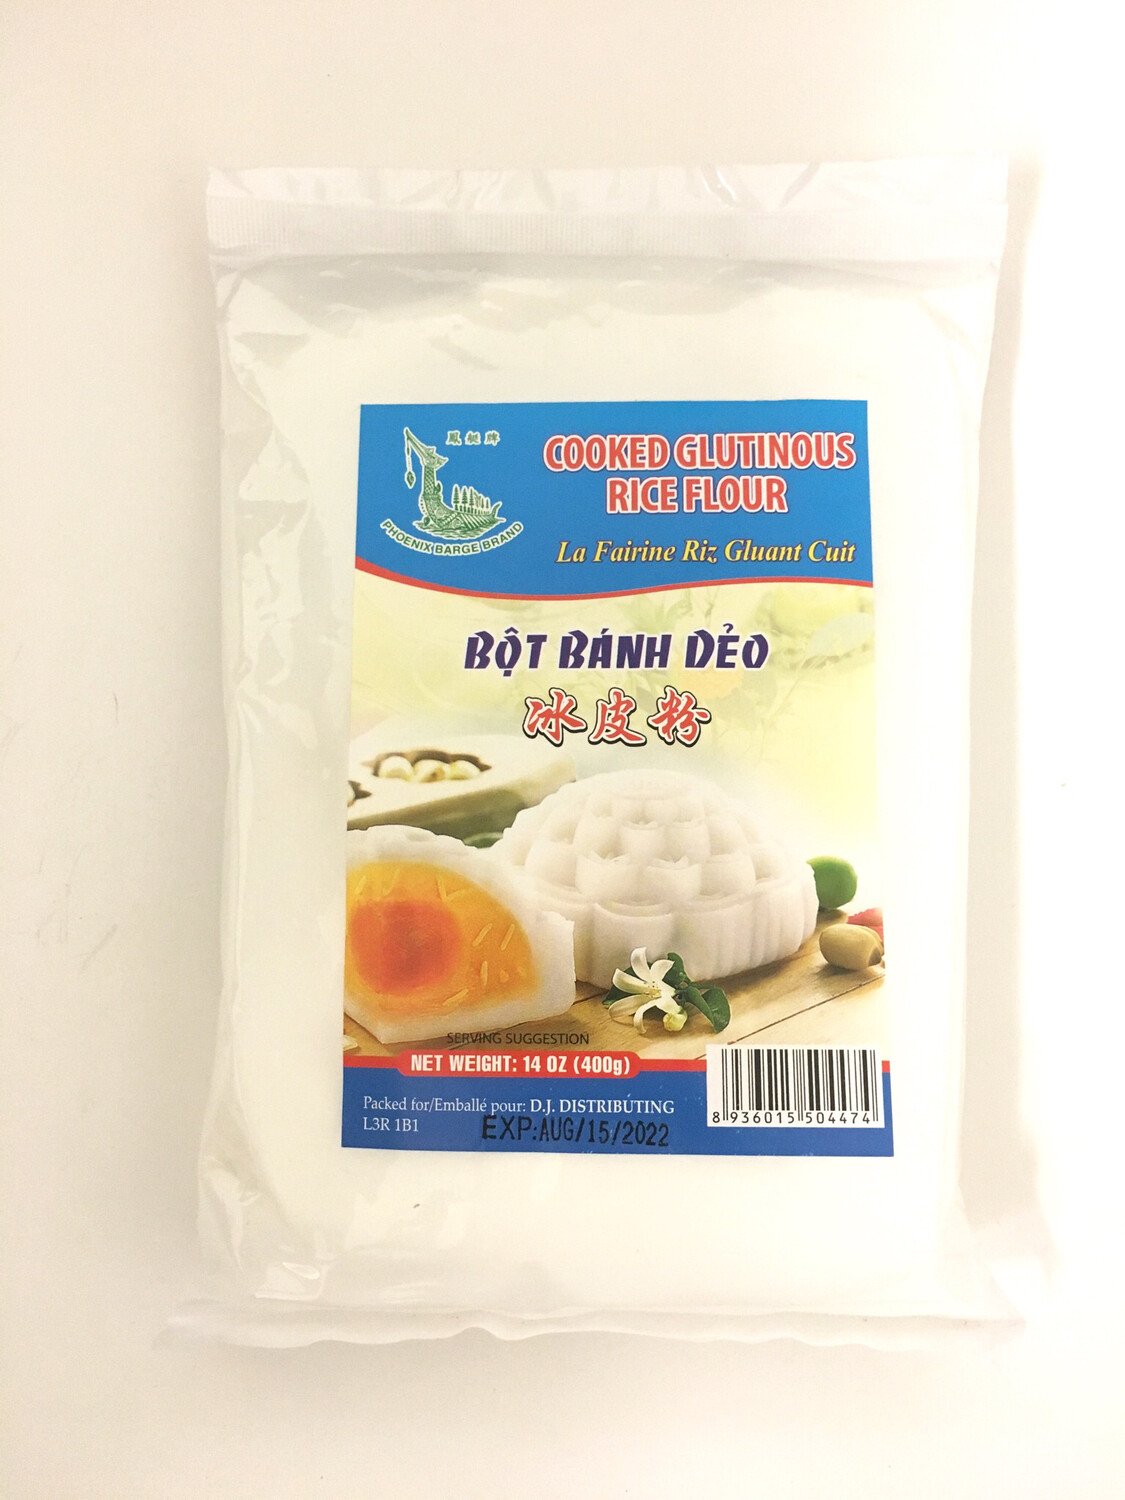 鳳艇牌
PHOENIX BARGE BRAND
COOKED GLUTINOUS
RICE FLOUR
La Fairine Riz Gluant Cuit
BỘT BÁNH DẺO
冰皮粉
SERVING SUGGESTION
NET WEIGHT: 14 OZ (400g)
Packed for/Emballé pour: D.J. DISTRIBUTING
L3R 1B1
EXP:AUG/15/2022
8 936015 504474